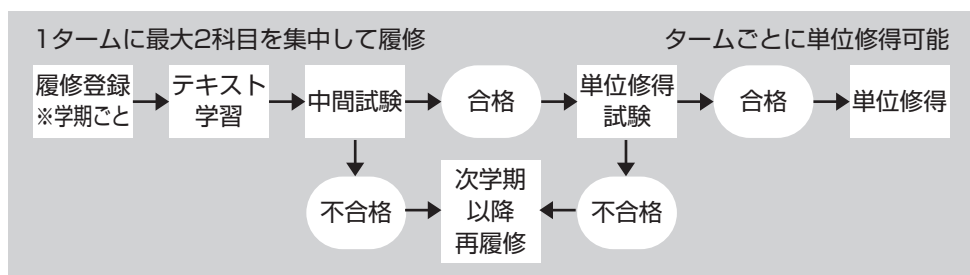 1タームに最大2科目を集中して履修
タームごとに単位修得可能
履修登録
※学期ごと
テキスト
学習
中間試験
合格
単位修得
試験
合格
単位修得
不合格
次学期
以降
再履修
不合格